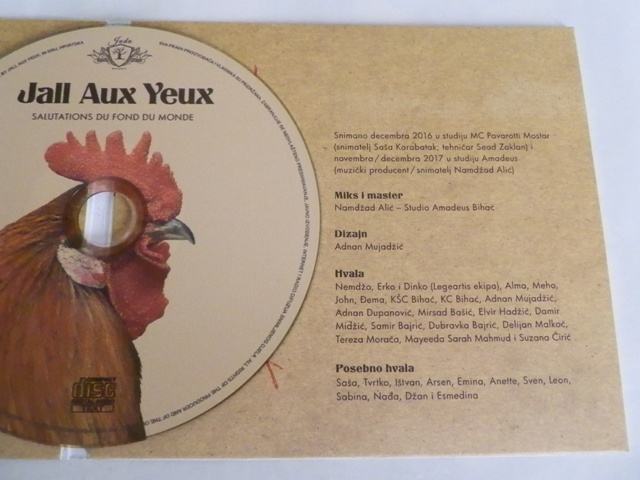 Jall Aux Yeux
SALUTATIONS DU FOND DU MONDE
disc
Snimano decembra 2016 u studiju MC Pavarotti Mostar
(snimatelj Saša Karabatak; tehničar Sead Zaklan) i
novembra / decembra 2017 u studiju Amadeus
(muzički producent / snimatelj Namdžad Alić)
Miks i master
Namdžad Alić – Studio Amadeus Bihać
Dizajn
Adnan Mujadžić
Hvala
Nemdžo, Erko i Dinko (Legeartis ekipa), Alma, Meho,
John, Đema, KŠC Bihać, KC Bihać, Adnan Mujadžić,
Adnan Dupanović, Mirsad Bašić, Elvir Hadžić, Damir
Midžić, Samir Bajrić, Dubravka Bajrić, Delijan Malkoč,
Tereza Morača, Mayeeda Sarah Mahmud i Suzana Ćirić
Posebno hvala
Saša, Tvrtko, Ištvan, Arsen, Emina, Anette, Sven, Leon,
Sabina, Nađa, Džan i Esmedina